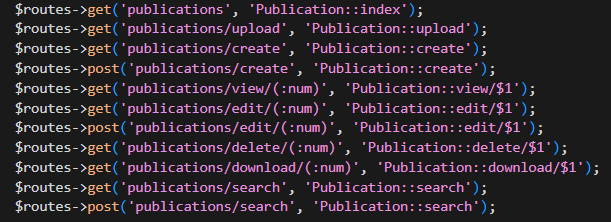 $routes->get('publications', 'Publication::index');
$routes->get('publications/upload', 'Publication::upload');
$routes->get('publications/create', 'Publication::create');
$routes->post('publications/create', 'Publication::create');
$routes->get('publications/view/(:num)', 'Publication::view/$1');
$routes->get('publications/edit/(:num)', 'Publication::edit/$1');
$routes->post('publications/edit/(:num)', 'Publication::edit/$1');
$routes->get('publications/delete/(:num)', 'Publication::delete/$1');
$routes->get('publications/download/(:num)', 'Publication::download/$1');
$routes->get('publications/search', 'Publication::search');
$routes->post('publications/search', 'Publication::search');